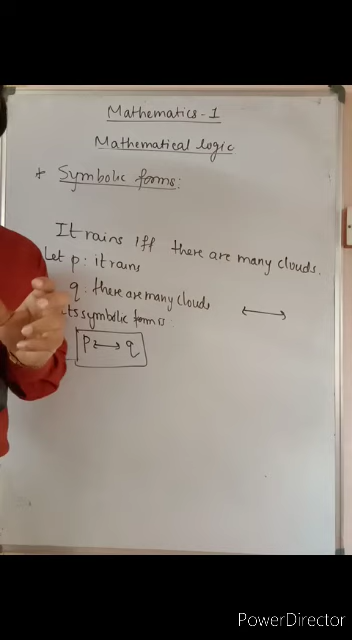 Mathematics-1
Mathematical logic
* Symbolic forms:
It rains iff there are many clouds.
Let p: it rains
q: there are many clouds
its symbolic form is
p ⟷ q
⟷
PowerDirector